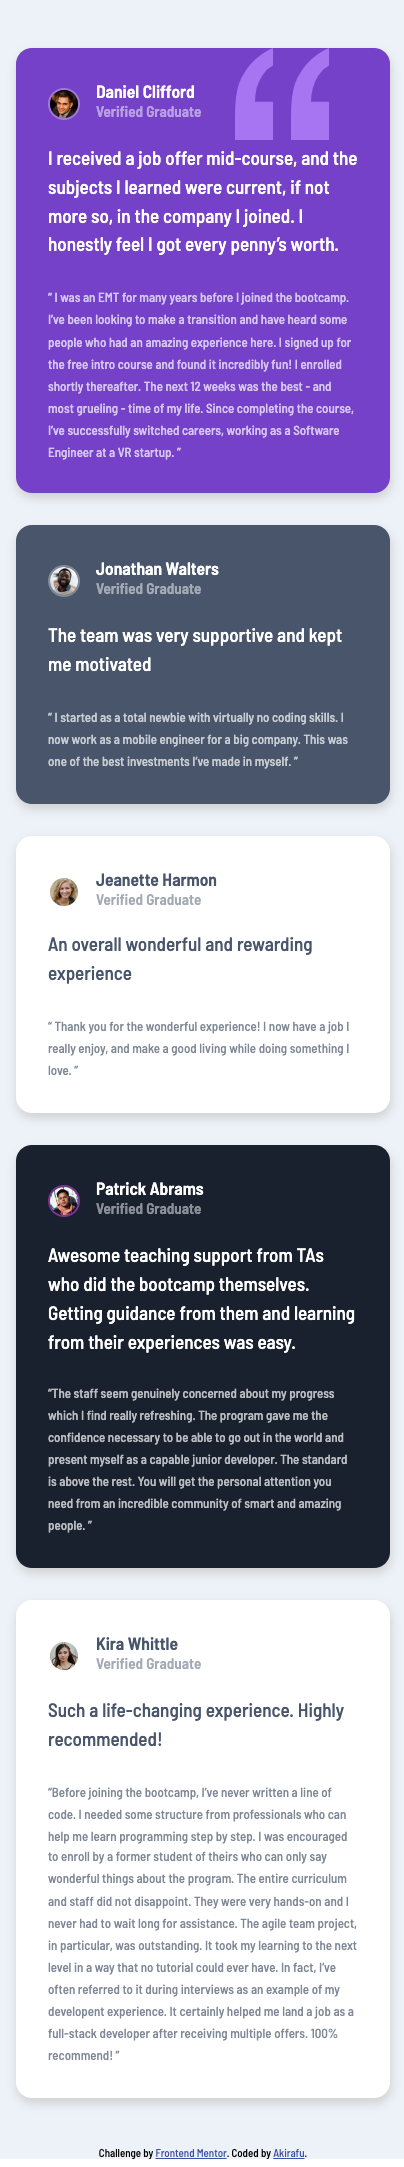 Daniel Clifford
Verified Graduate
I received a job offer mid-course, and the
subjects I learned were current, if not
more so, in the company I joined. I
honestly feel I got every penny’s worth.
“ I was an EMT for many years before I joined the bootcamp.
I’ve been looking to make a transition and have heard some
people who had an amazing experience here. I signed up for
the free intro course and found it incredibly fun! I enrolled
shortly thereafter. The next 12 weeks was the best - and
most grueling - time of my life. Since completing the course,
I’ve successfully switched careers, working as a Software
Engineer at a VR startup. ”
Jonathan Walters
Verified Graduate
The team was very supportive and kept
me motivated
“ I started as a total newbie with virtually no coding skills. I
now work as a mobile engineer for a big company. This was
one of the best investments I’ve made in myself. ”
Jeanette Harmon
Verified Graduate
An overall wonderful and rewarding
experience
“ Thank you for the wonderful experience! I now have a job I
really enjoy, and make a good living while doing something I
love. ”
Patrick Abrams
Verified Graduate
Awesome teaching support from TAs
who did the bootcamp themselves.
Getting guidance from them and learning
from their experiences was easy.
“The staff seem genuinely concerned about my progress
which I find really refreshing. The program gave me the
confidence necessary to be able to go out in the world and
present myself as a capable junior developer. The standard
is above the rest. You will get the personal attention you
need from an incredible community of smart and amazing
people. ”
Kira Whittle
Verified Graduate
Such a life-changing experience. Highly
recommended!
“Before joining the bootcamp, I’ve never written a line of
code. I needed some structure from professionals who can
help me learn programming step by step. I was encouraged
to enroll by a former student of theirs who can only say
wonderful things about the program. The entire curriculum
and staff did not disappoint. They were very hands-on and I
never had to wait long for assistance. The agile team project,
in particular, was outstanding. It took my learning to the next
level in a way that no tutorial could ever have. In fact, I’ve
often referred to it during interviews as an example of my
developent experience. It certainly helped me land a job as a
full-stack developer after receiving multiple offers. 100%
recommend! ”
Challenge by Frontend Mentor. Coded by Akirafu.